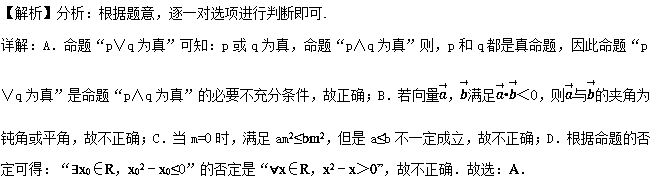 【解析】分析：根据题意，逐一对选项进行判断即可.
详解：A．命题“p∨q为真”可知：p或q为真，命题“p∧q为真”则，p和q都是真命题，因此命题“p
∨q为真”是命题“p∧q为真”的必要不充分条件，故正确；B．若向量a⃗，b⃗满足a⃗•b⃗＜0，则a⃗与b⃗的夹角为
钝角或平角，故不正确；C．当m=0时，满足am²≤bm²，但是a≤b不一定成立，故不正确；D．根据命题的否
定可得：“∃x₀∈R，x₀²﹣x₀≤0”的否定是“∀x∈R，x²﹣x＞0”，故不正确．故选：A．